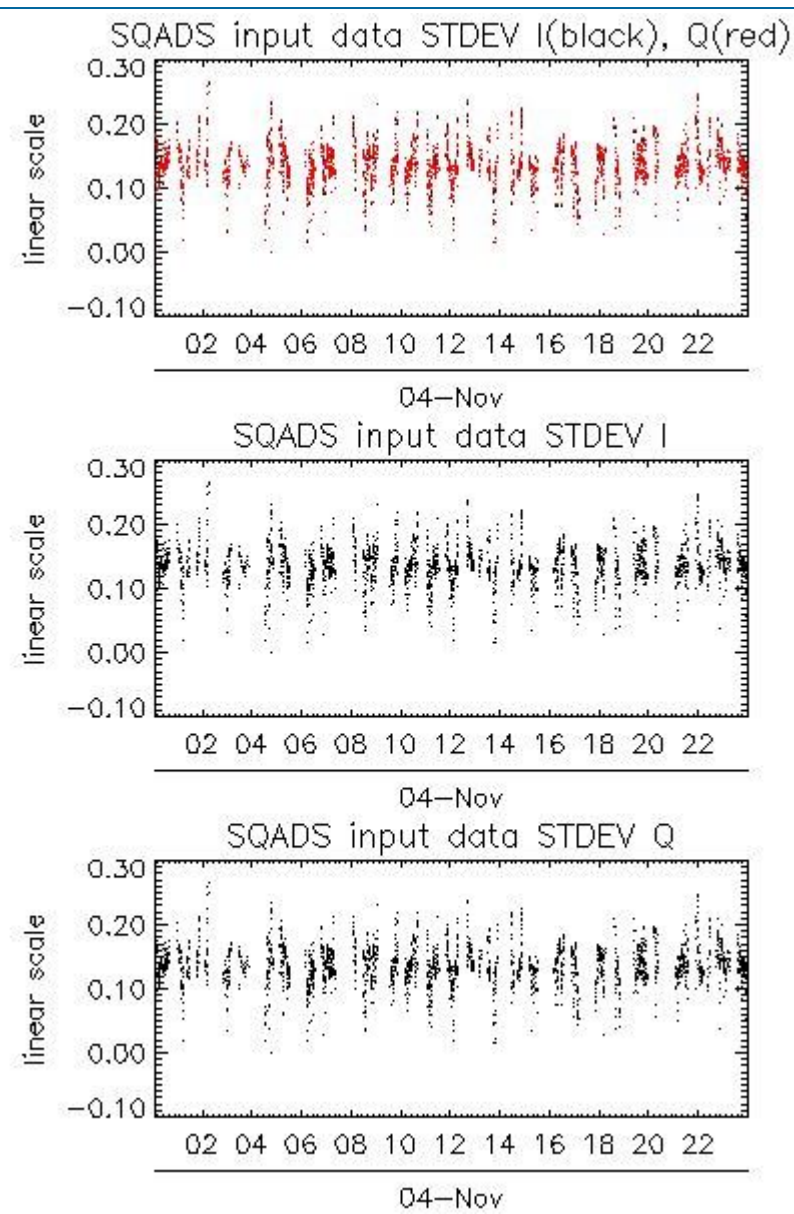 SQADS input data STDEV I(black), Q(red)
0.30
0.20
0.10
0.00
−0.10
linear scale
02 04 06 08 10 12 14 16 18 20 22
04−Nov
SQADS input data STDEV I
0.30
0.20
0.10
0.00
−0.10
linear scale
02 04 06 08 10 12 14 16 18 20 22
04−Nov
SQADS input data STDEV Q
0.30
0.20
0.10
0.00
−0.10
linear scale
02 04 06 08 10 12 14 16 18 20 22
04−Nov